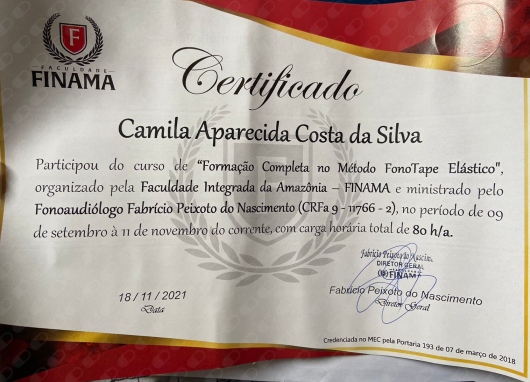 FACULDADE
FINAMA
Certificado
Camila Aparecida Costa da Silva
Participou do curso de "Formação Completa no Método FonoTape Elástico",
organizado pela Faculdade Integrada da Amazônia – FINAMA e ministrado pelo
Fonoaudiólogo Fabrício Peixoto do Nascimento (CRFa 9 - 11766 - 2), no período de 09
de setembro à 11 de novembro do corrente, com carga horária total de 80 h/a.
Fabrício Peixoto do Nascimento
DIRETOR GERAL
FINAMA
18/11/2021
Data
Fabrício Peixoto do Nascimento
Diretor Geral
Credenciada no MEC pela Portaria 193 de 07 de março de 2018